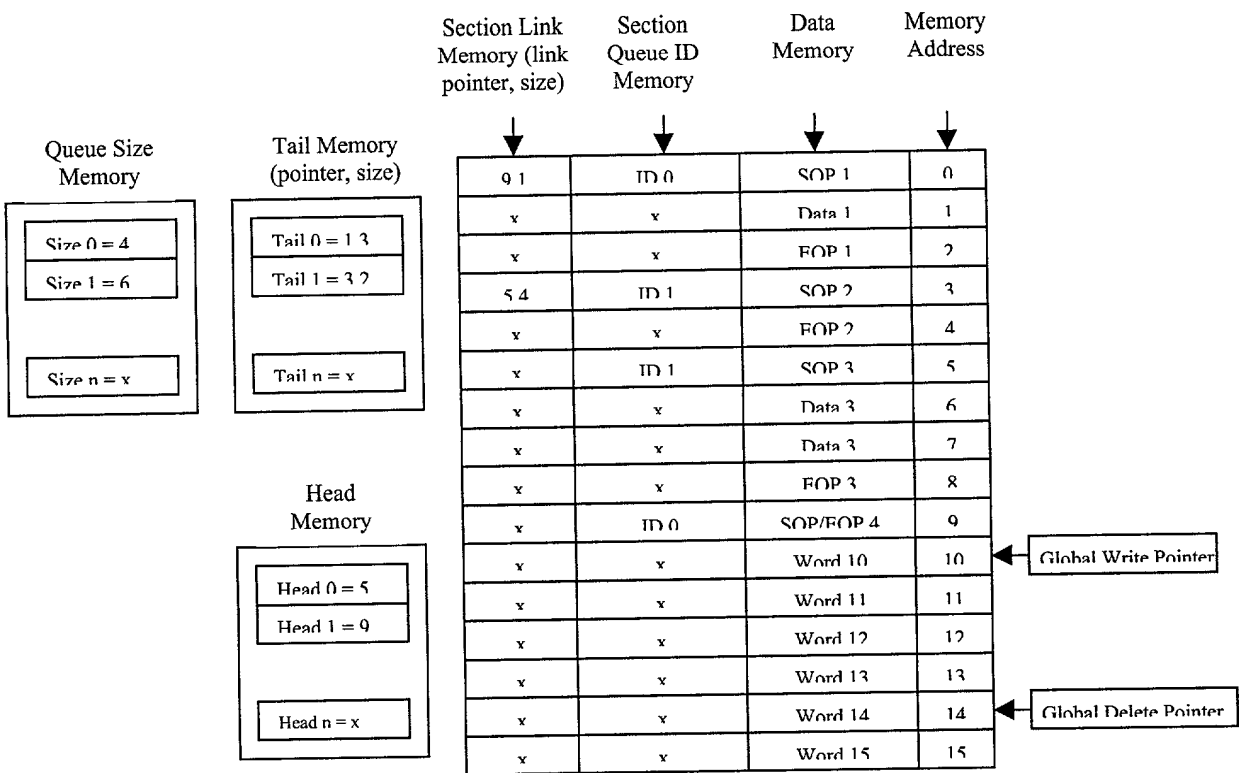 Section Link Memory (link pointer, size)
Section Queue ID Memory
Data Memory
Memory Address
Queue Size Memory
Size 0 = 4
Size 1 = 6
Size n = x
Tail Memory (pointer, size)
Tail 0 = 1 3
Tail 1 = 3 2
Tail n = x
Head Memory
Head 0 = 5
Head 1 = 9
Head n = x
9 1 ID 0 SOP 1 0
x x Data 1 1
x x EOP 1 2
5 4 ID 1 SOP 2 3
x x EOP 2 4
x ID 1 SOP 3 5
x x Data 3 6
x x Data 3 7
x x EOP 3 8
x ID 0 SOP/EOP 4 9
x x Word 10 10
x x Word 11 11
x x Word 12 12
x x Word 13 13
x x Word 14 14
x x Word 15 15
Global Write Pointer
Global Delete Pointer